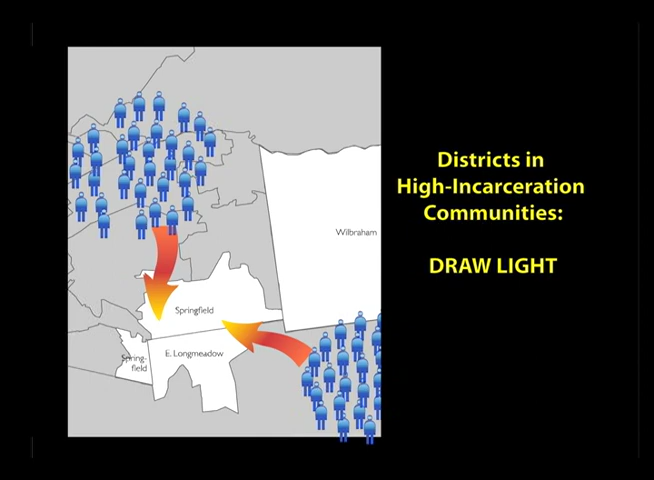 Districts in
High-Incarceration
Communities:
DRAW LIGHT
Wilbraham
Springfield
E. Longmeadow
Spring-
field